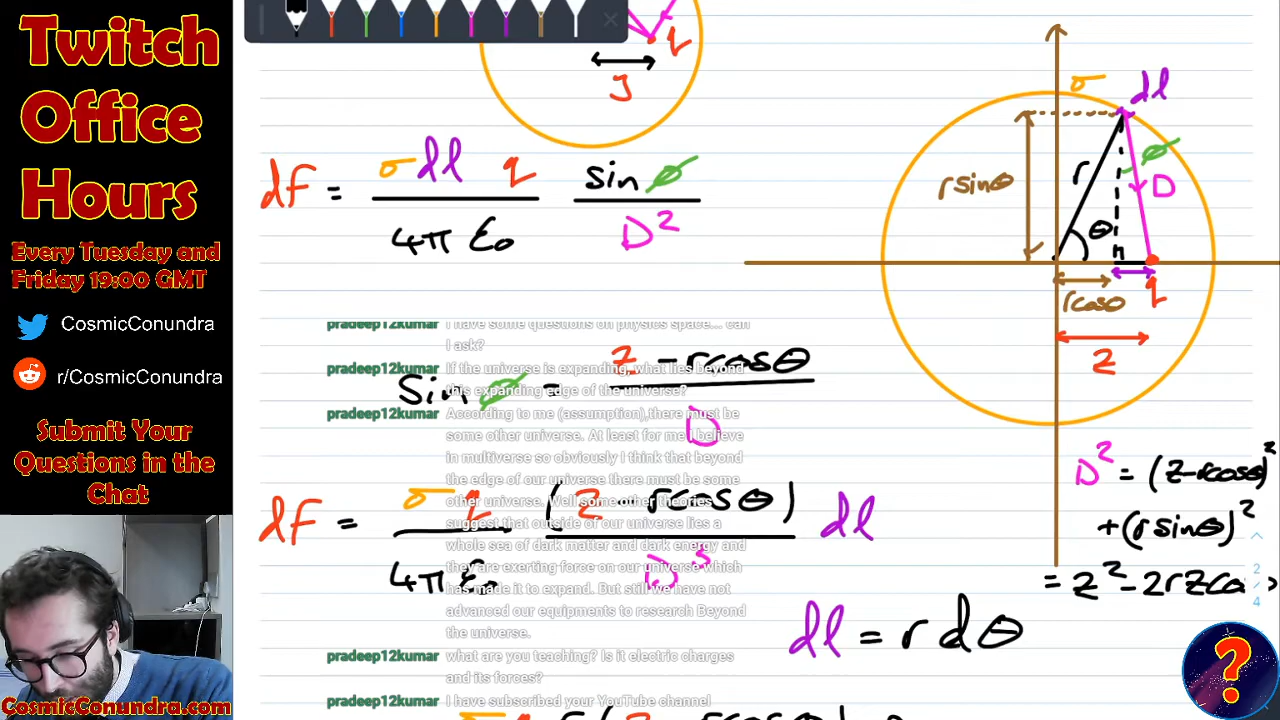 Twitch
Office
Hours
Every Tuesday and
Friday 19:00 GMT
CosmicConundra
r/CosmicConundra
Submit Your
Questions in the
Chat
CosmicConundra.com
q
y
dF = σ dl q / 4π ε₀ sin ø / D²
pradeep12kumar I have some questions on physics space... can
I ask?
pradeep12kumar If the universe is expanding, what lies beyond
this expanding edge of the universe?
pradeep12kumar According to me (assumption),there must be
some other universe. At least for me I believe
in multiverse so obviously I think that beyond
the edge of our universe there must be some
other universe. Well some other theories
suggest that outside of our universe lies a
whole sea of dark matter and dark energy and
they are exerting force on our universe which
has made it to expand. But still we have not
advanced our equipments to research Beyond
the universe.
pradeep12kumar what are you teaching? Is it electric charges
and its forces?
pradeep12kumar I have subscribed your YouTube channel
Sin ø = z - rcosθ / D
dF = σ q / 4π ε₀ (z - rcosθ) / D³ dl
dl = r dθ
σ
dl
ø
r
D
rsinθ
θ
rcosθ
q
z
D² = (z-rcosθ)²
+(r sinθ)²
= z² - 2rz
2
/
4
?